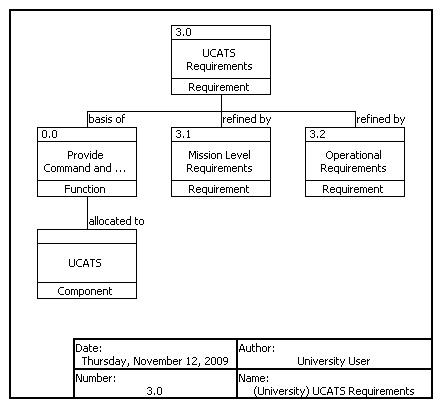 3.0
UCATS
Requirements
Requirement
basis of
refined by
refined by
0.0
Provide
Command and ...
Function
3.1
Mission Level
Requirements
Requirement
3.2
Operational
Requirements
Requirement
allocated to
UCATS
Component
Date:
Thursday, November 12, 2009
Author:
University User
Number:
3.0
Name:
(University) UCATS Requirements